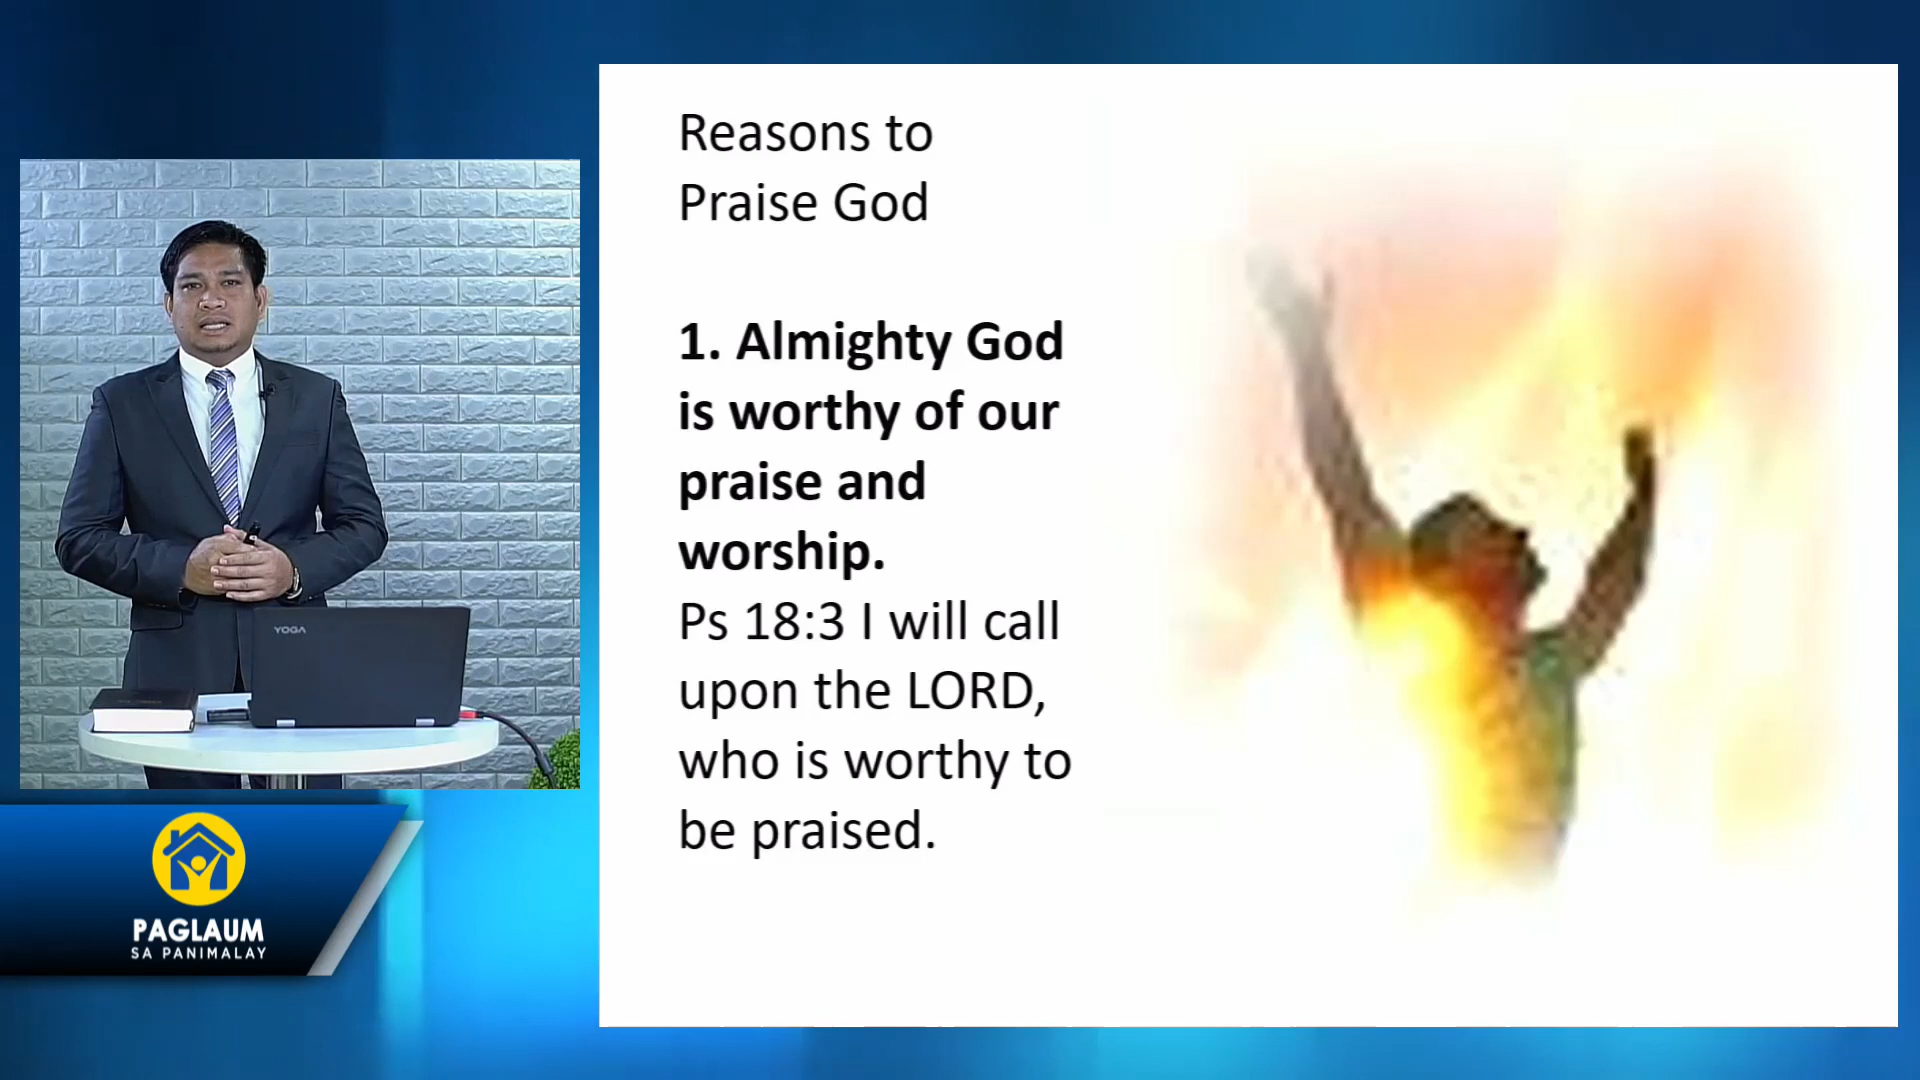 Reasons to
Praise God
1. Almighty God
is worthy of our
praise and
worship.
Ps 18:3 I will call
upon the LORD,
who is worthy to
be praised.
YOGA
PAGLAUM
SA PANIMALAY